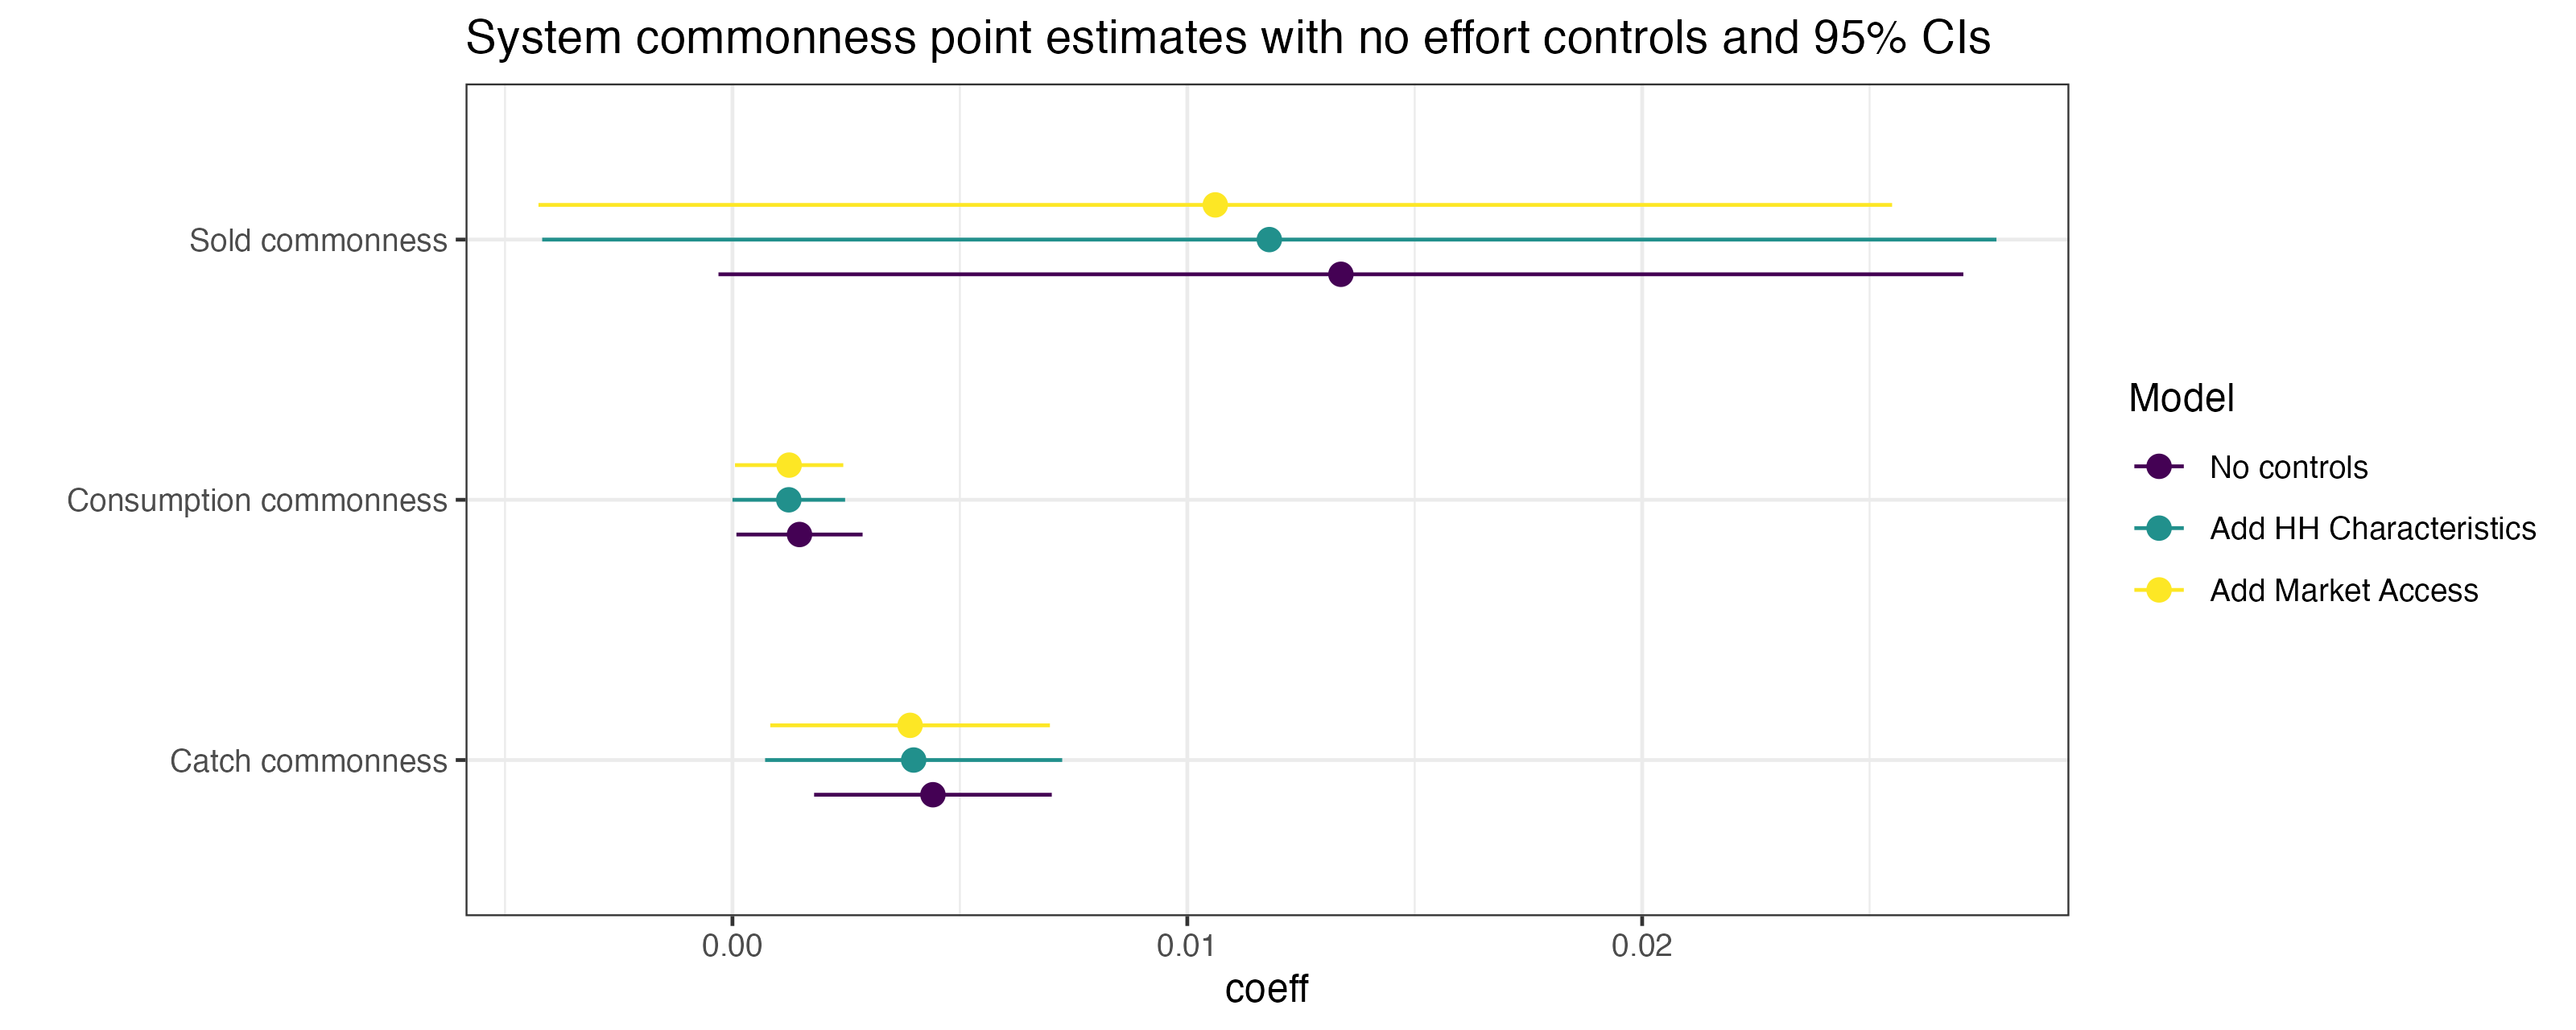 System commonness point estimates with no effort controls and 95% CIs
Sold commonness
Consumption commonness
Catch commonness
0.00
0.01
0.02
coeff
Model
No controls
Add HH Characteristics
Add Market Access